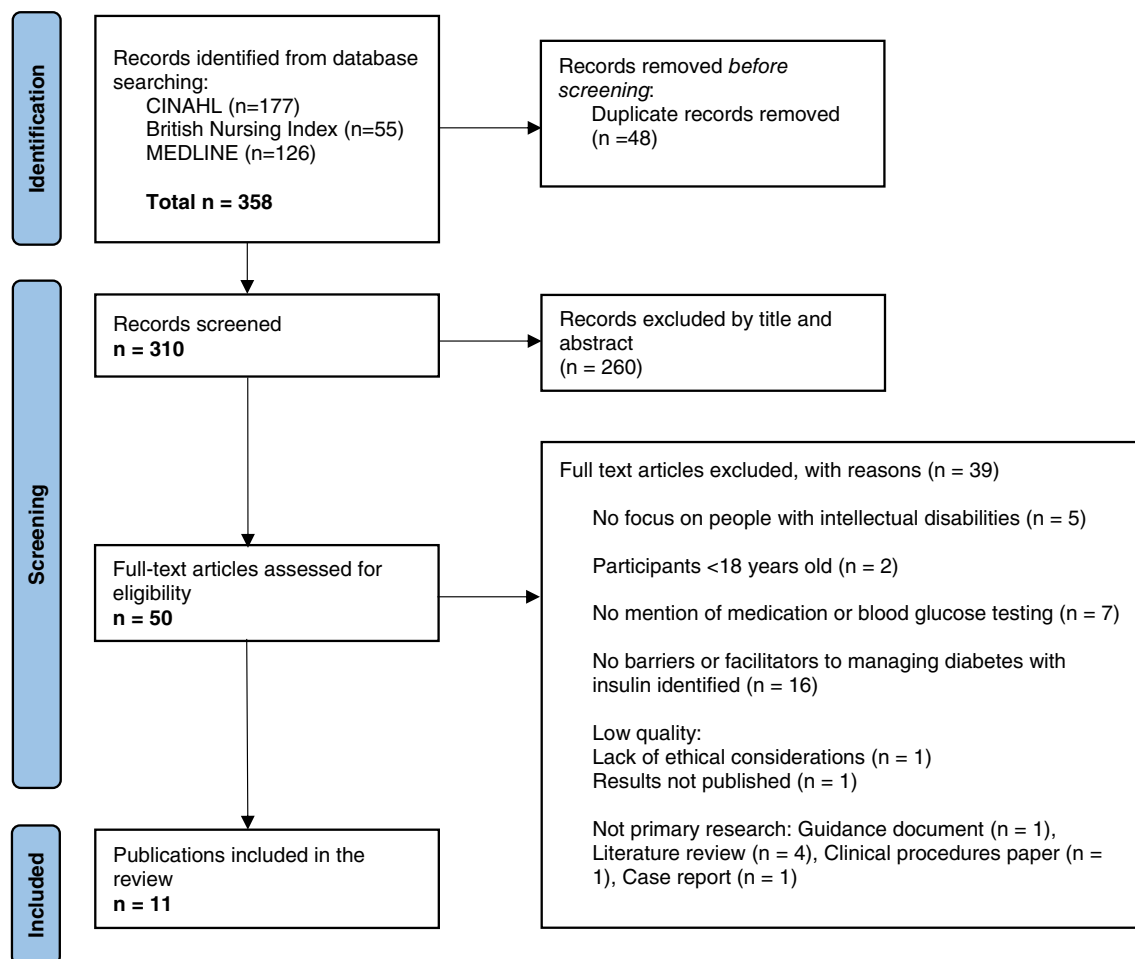 Identification
Records identified from database
searching:
CINAHL (n=177)
British Nursing Index (n=55)
MEDLINE (n=126)
Total n = 358
Records removed before
screening:
Duplicate records removed
(n =48)
Screening
Records screened
n = 310
Records excluded by title and
abstract
(n = 260)
Full-text articles assessed for
eligibility
n = 50
Full text articles excluded, with reasons (n = 39)
No focus on people with intellectual disabilities (n = 5)
Participants <18 years old (n = 2)
No mention of medication or blood glucose testing (n = 7)
No barriers or facilitators to managing diabetes with
insulin identified (n = 16)
Low quality:
Lack of ethical considerations (n = 1)
Results not published (n = 1)
Not primary research: Guidance document (n = 1),
Literature review (n = 4), Clinical procedures paper (n =
1), Case report (n = 1)
Included
Publications included in the
review
n = 11